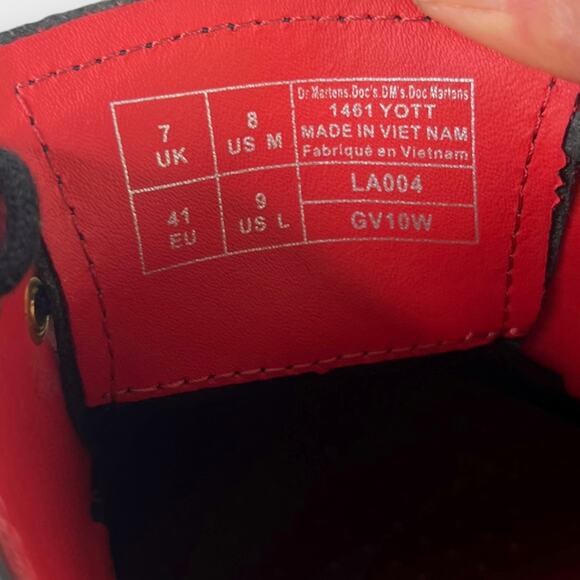 7
UK
8
US M
Dr Martens.Doc's.DM's.Doc Martans
1461 YOTT
MADE IN VIET NAM
Fabriqué en Vietnam
41
EU
9
US L
LA004
GV10W